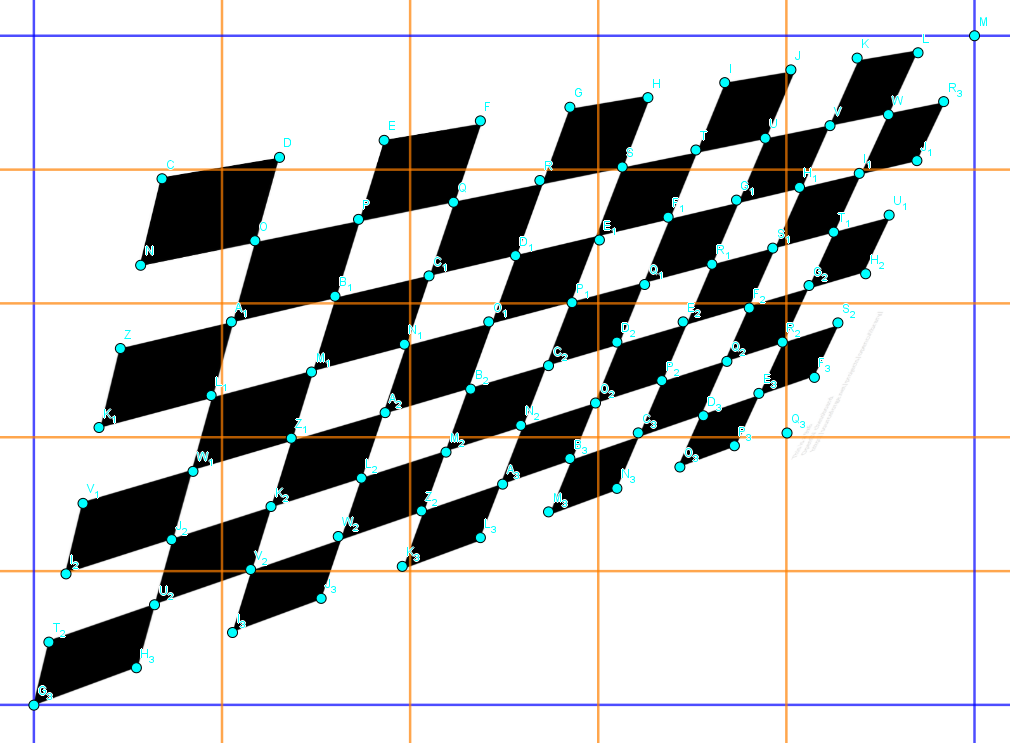 M
K L
I J
G H
E F
C D
R₃
N O P Q R S T U V W
J₁
Z A₁ B₁ C₁ D₁ E₁ F₁ G₁ H₁ I₁
U₁
K₁ L₁ M₁ N₁ O₁ P₁ Q₁ R₁ S₁ T₁
H₂
V₁ W₁ Z₁ A₂ B₂ C₂ D₂ E₂ F₂ G₂
S₂
I₂ J₂ K₂ L₂ M₂ N₂ O₂ P₂ Q₂ R₂
F₃
T₂ U₂ V₂ W₂ Z₂ A₃ B₃ C₃ D₃ E₃
G₃ H₃ I₃ J₃ K₃ L₃ M₃ N₃ O₃ P₃ Q₃